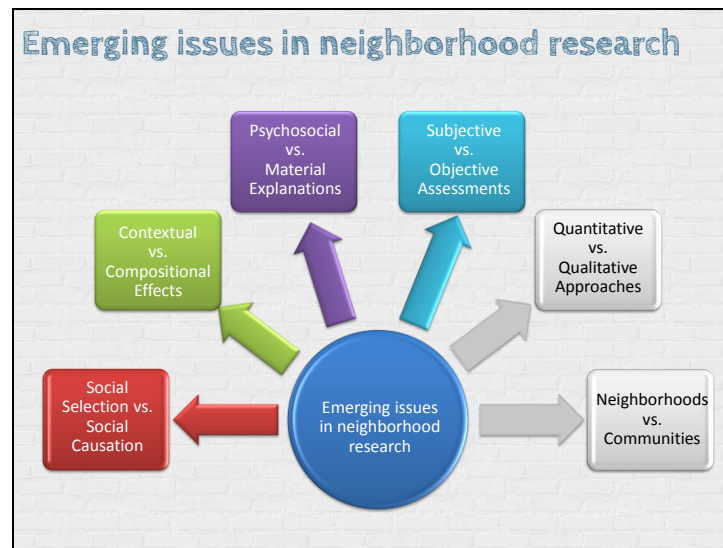 Emerging issues in neighborhood research
Psychosocial
vs.
Material
Explanations
Subjective
vs.
Objective
Assessments
Contextual
vs.
Compositional
Effects
Quantitative
vs.
Qualitative
Approaches
Social
Selection vs.
Social
Causation
Emerging issues
in neighborhood
research
Neighborhoods
vs.
Communities